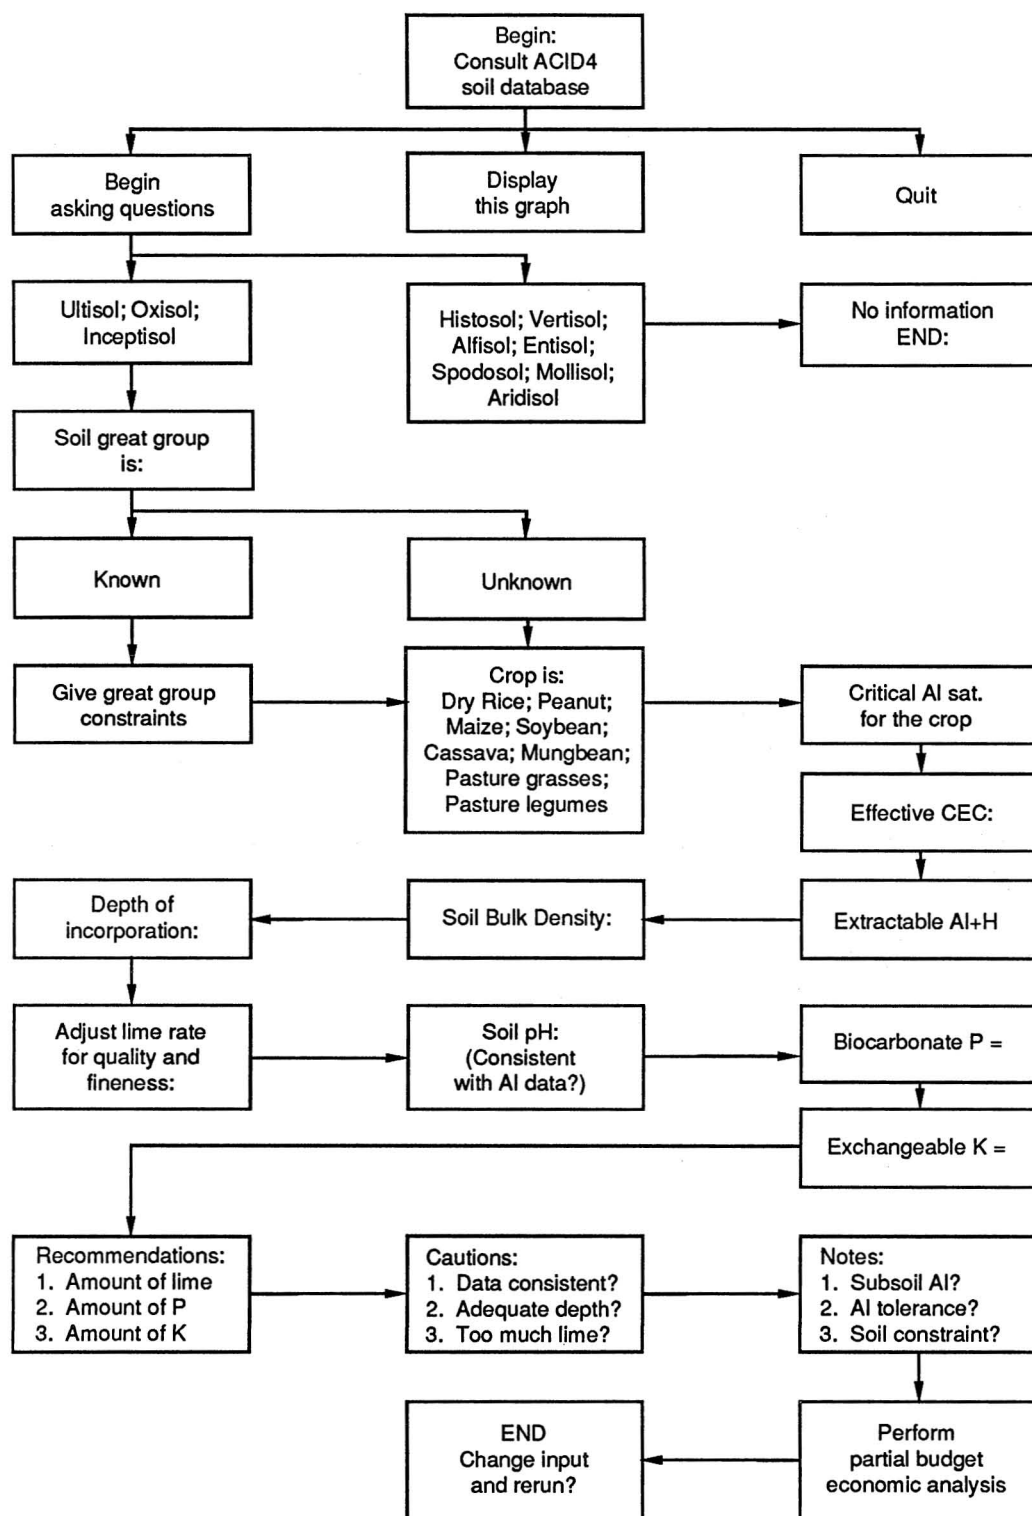 Begin:
Consult ACID4
soil database
Begin
asking questions
Display
this graph
Quit
Ultisol; Oxisol;
Inceptisol
Histosol; Vertisol;
Alfisol; Entisol;
Spodosol; Mollisol;
Aridisol
No information
END:
Soil great group
is:
Known
Unknown
Give great group
constraints
Crop is:
Dry Rice; Peanut;
Maize; Soybean;
Cassava; Mungbean;
Pasture grasses;
Pasture legumes
Critical Al sat.
for the crop
Effective CEC:
Depth of
incorporation:
Soil Bulk Density:
Extractable Al+H
Adjust lime rate
for quality and
fineness:
Soil pH:
(Consistent
with Al data?)
Biocarbonate P =
Exchangeable K =
Recommendations:
1. Amount of lime
2. Amount of P
3. Amount of K
Cautions:
1. Data consistent?
2. Adequate depth?
3. Too much lime?
Notes:
1. Subsoil Al?
2. Al tolerance?
3. Soil constraint?
END
Change input
and rerun?
Perform
partial budget
economic analysis